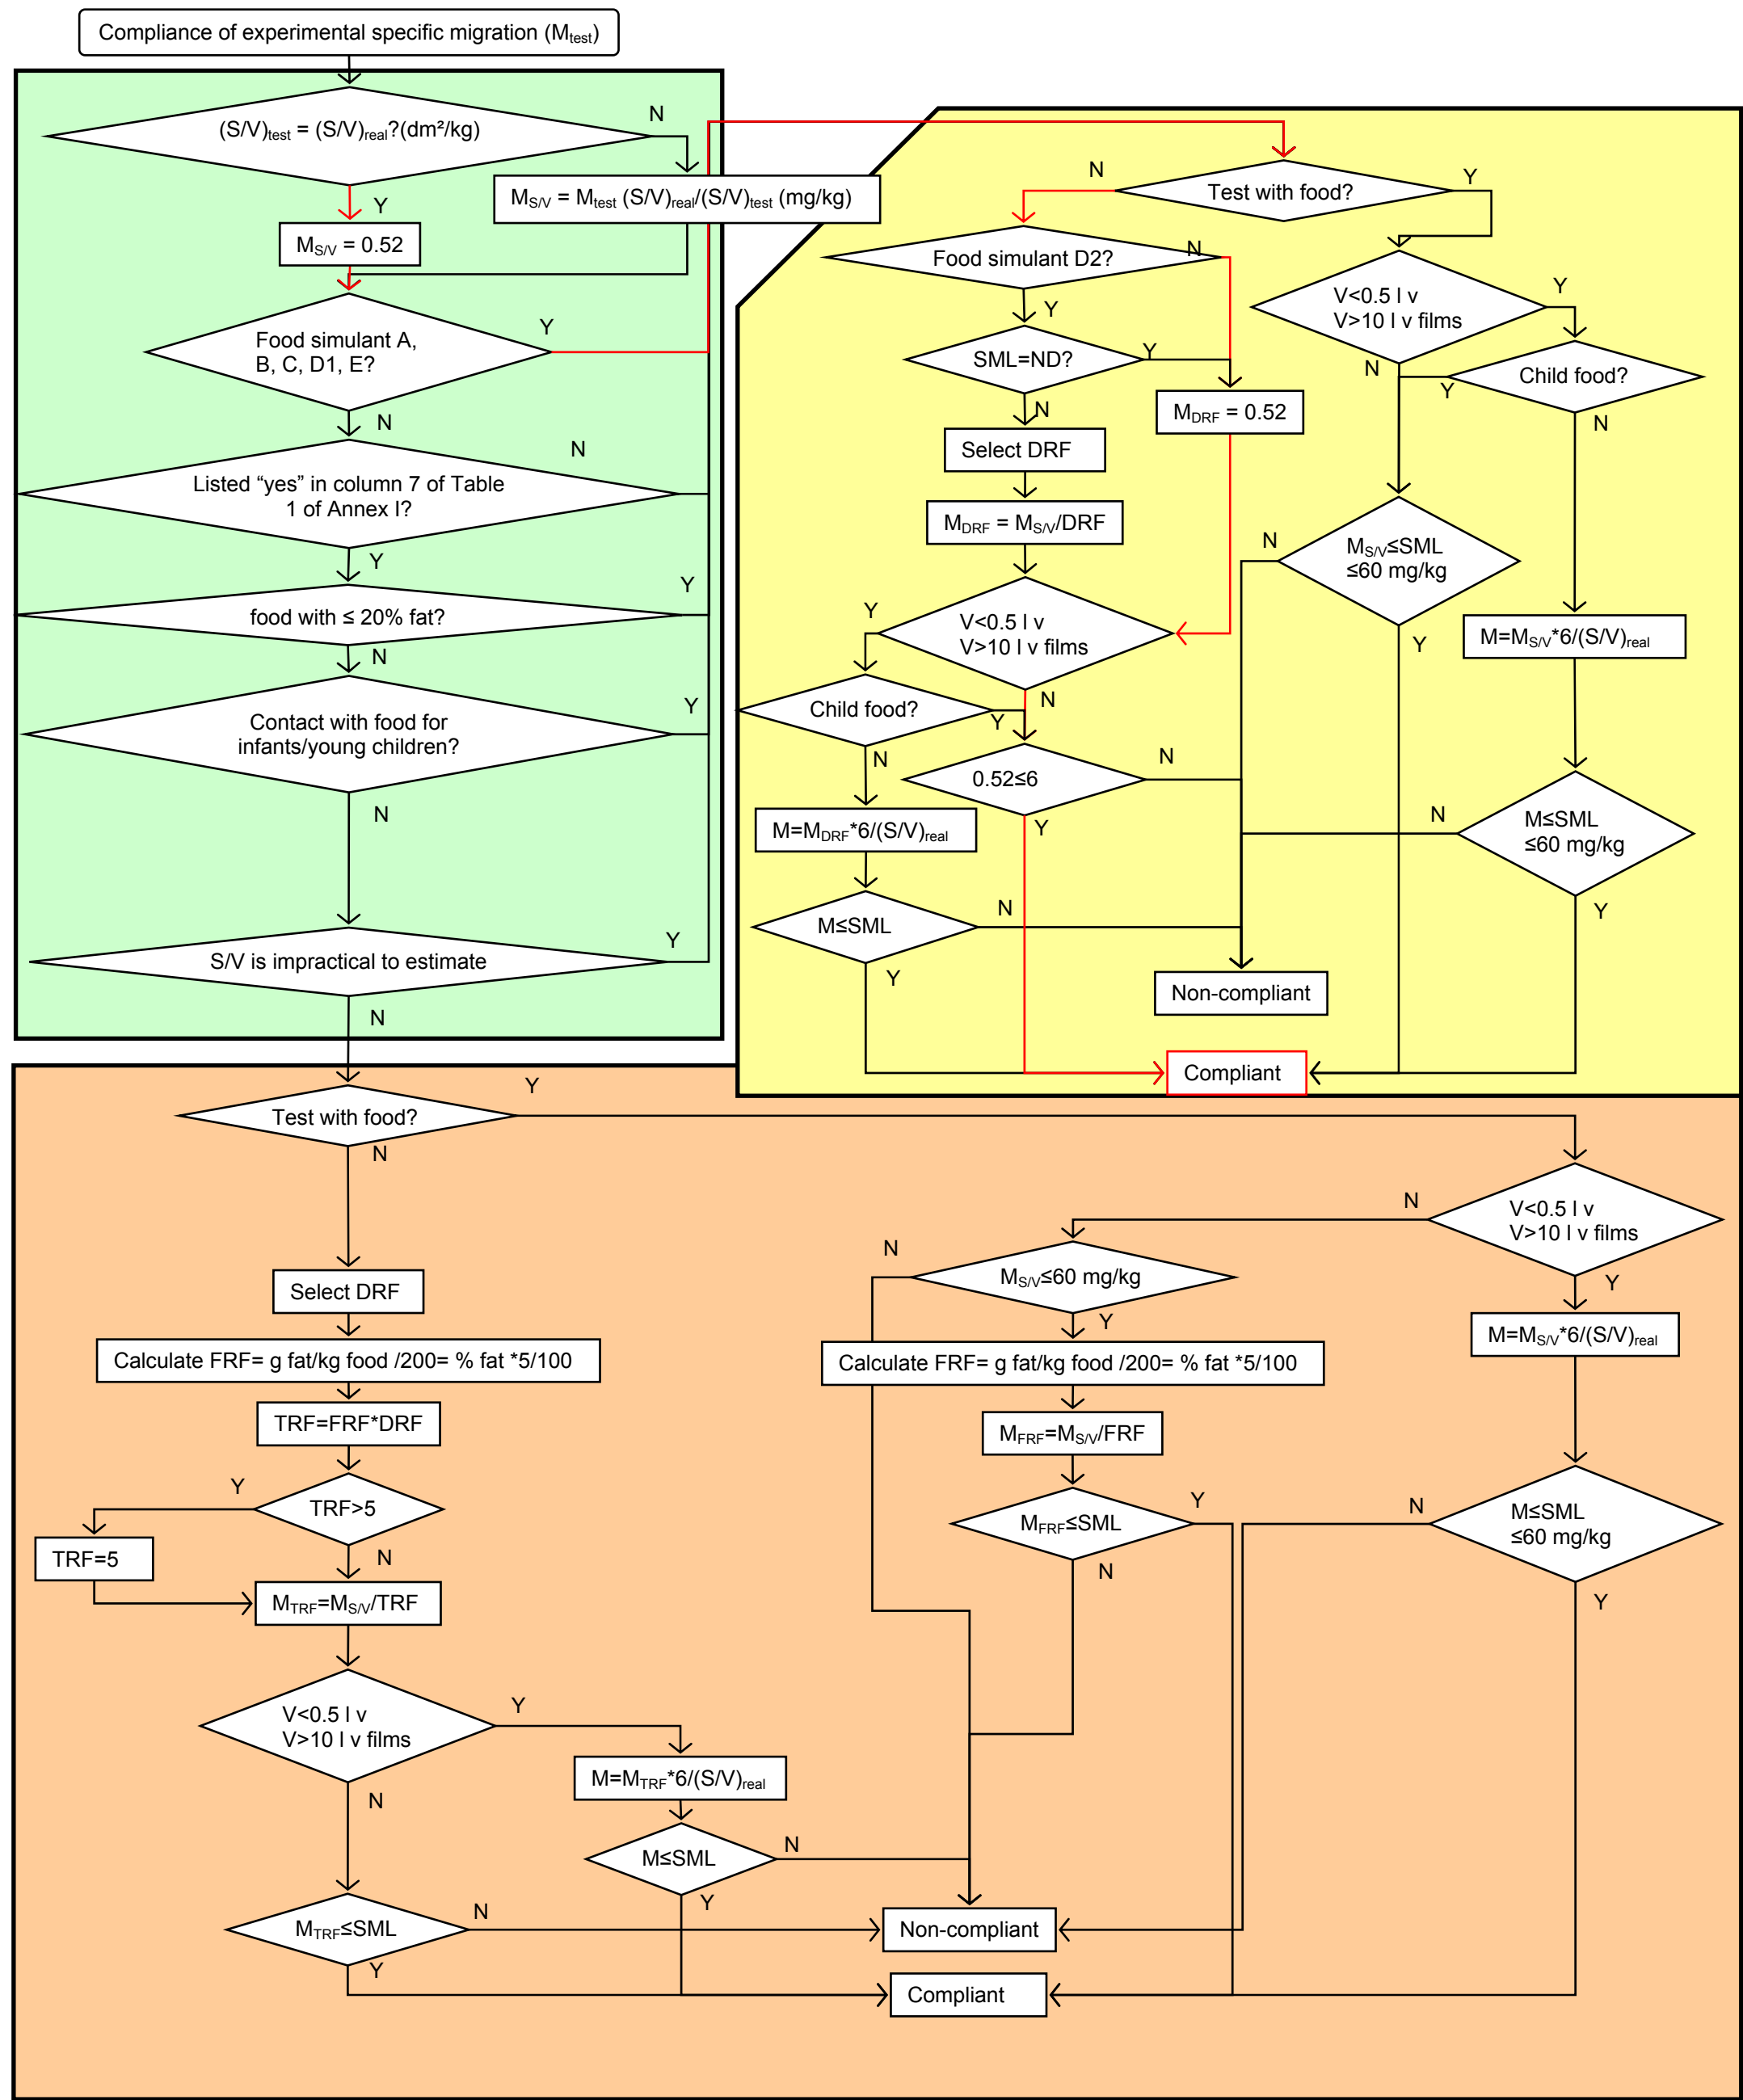 Compliance of experimental specific migration (Mtest)
(S/V)test = (S/V)real?(dm²/kg)
N
Y
MS/V = Mtest (S/V)real/(S/V)test (mg/kg)
MS/V = 0.52
Food simulant A,
B, C, D1, E?
Y
N
Listed “yes” in column 7 of Table
1 of Annex I?
N
Y
food with ≤ 20% fat?
Y
N
Contact with food for
infants/young children?
Y
N
S/V is impractical to estimate
Y
N
Test with food?
N
Y
Food simulant D2?
N
Y
V<0.5 l v
V>10 l v films
Y
N
SML=ND?
Y
N
Child food?
Y
N
MDRF = 0.52
Select DRF
MDRF = MS/V/DRF
MS/V≤SML
≤60 mg/kg
N
Y
V<0.5 l v
V>10 l v films
Y
N
M=MS/V*6/(S/V)real
Child food?
Y
N
0.52≤6
N
Y
M=MDRF*6/(S/V)real
M≤SML
≤60 mg/kg
N
Y
M≤SML
N
Y
Non-compliant
Compliant
Test with food?
Y
N
V<0.5 l v
V>10 l v films
N
Y
MS/V≤60 mg/kg
N
Y
Select DRF
M=MS/V*6/(S/V)real
Calculate FRF= g fat/kg food /200= % fat *5/100
Calculate FRF= g fat/kg food /200= % fat *5/100
TRF=FRF*DRF
MFRF=MS/V/FRF
TRF>5
Y
N
MFRF≤SML
Y
N
M≤SML
≤60 mg/kg
N
Y
TRF=5
MTRF=MS/V/TRF
V<0.5 l v
V>10 l v films
Y
N
M=MTRF*6/(S/V)real
M≤SML
N
Y
MTRF≤SML
N
Y
Non-compliant
Compliant